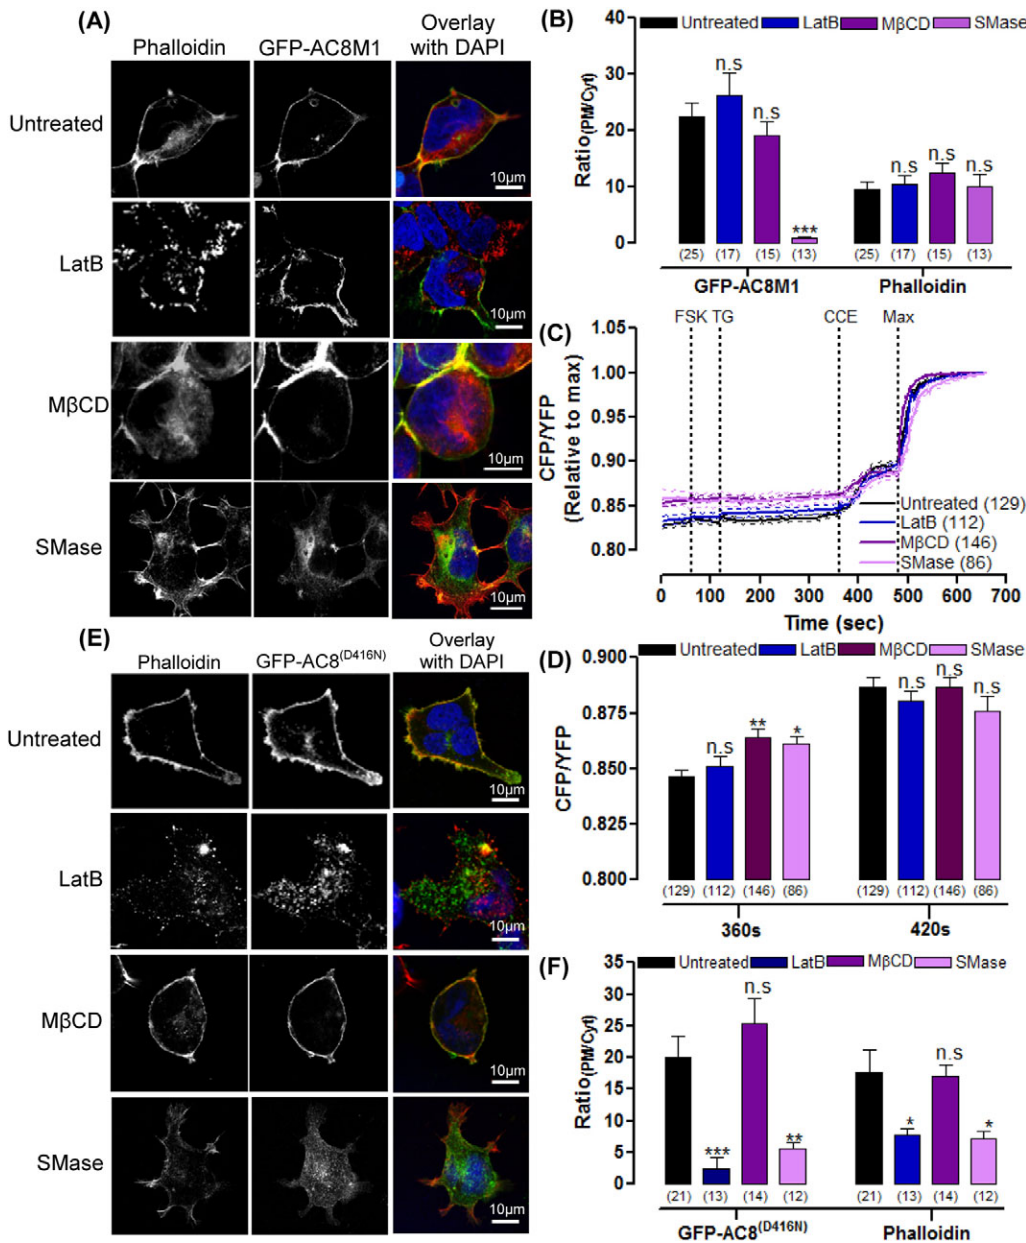 (A)
Phalloidin GFP-AC8M1 Overlay with DAPI
Untreated
10µm
LatB
10µm
MβCD
10µm
SMase
10µm
(B)
Untreated LatB MβCD SMase
Ratio(PM/Cyt)
40
30
20
10
0
n.s
n.s
***
n.s
n.s
n.s
(25) (17) (15) (13) (25) (17) (15) (13)
GFP-AC8M1 Phalloidin
(C)
FSK TG CCE Max
CFP/YFP
(Relative to max)
1.05
1.00
0.95
0.90
0.85
0.80
Untreated (129)
LatB (112)
MβCD (146)
SMase (86)
0 100 200 300 400 500 600 700
Time (sec)
(D)
Untreated LatB MβCD SMase
CFP/YFP
0.900
0.875
0.850
0.825
0.800
n.s
**
*
n.s
n.s
n.s
(129) (112) (146) (86) (129) (112) (146) (86)
360s 420s
(E)
Phalloidin GFP-AC8(D416N) Overlay with DAPI
Untreated
10µm
LatB
10µm
MβCD
10µm
SMase
10µm
(F)
Untreated LatB MβCD SMase
Ratio(PM/Cyt)
35
30
25
20
15
10
5
0
***
n.s
**
*
n.s
*
(21) (13) (14) (12) (21) (13) (14) (12)
GFP-AC8(D416N) Phalloidin